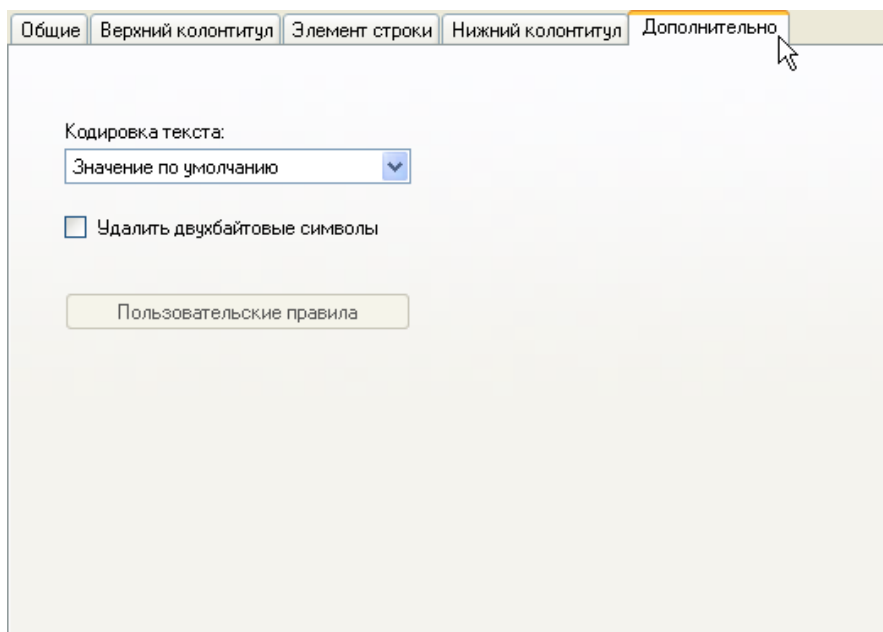 Общие Верхний колонтитул Элемент строки Нижний колонтитул Дополнительно
Кодировка текста:
Значение по умолчанию
Удалить двухбайтовые символы
Пользовательские правила